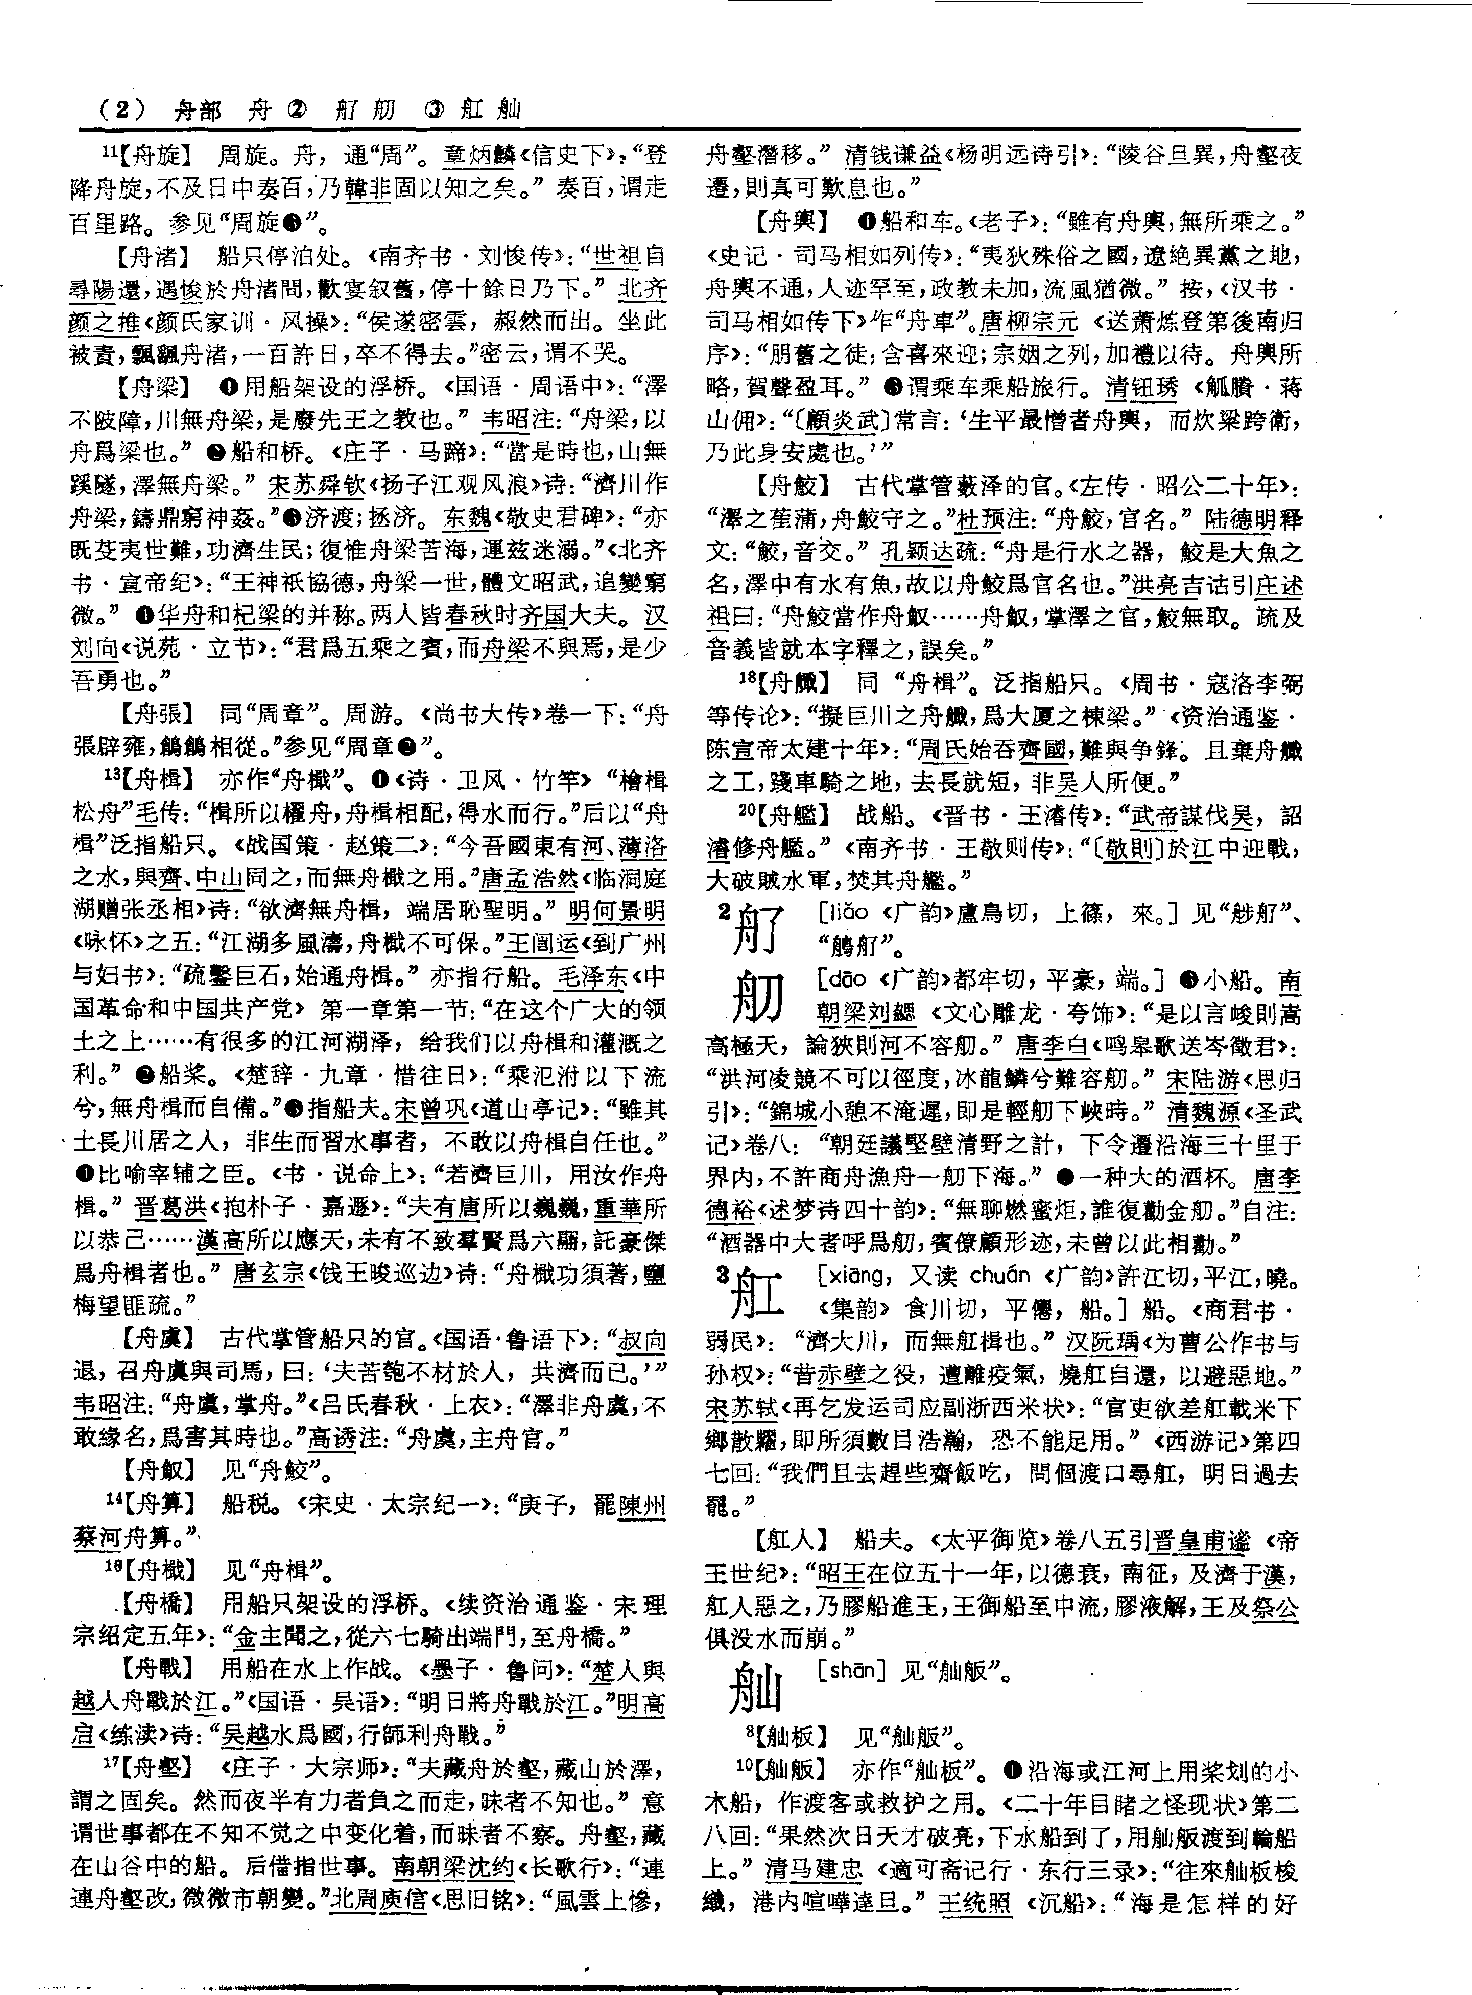 (2) 舟部 舟② 舠舠 ③舡舢
11【舟旋】 周旋。舟，通“周”。章炳麟《信史下》：“登
降舟旋，不及日中奏百，乃韓非固以知之矣。”奏百，谓走
百里路。参见“周旋❸”。
【舟渚】 船只停泊处。《南齐书·刘悛传》：“世祖自
尋陽還，遇悛於舟渚間，歡宴叙舊，停十餘日乃下。”北齐
颜之推《颜氏家训·风操》：“侯遂密雲，赧然而出。坐此
被責，飄飄舟渚，一百許日，卒不得去。”密云，谓不哭。
【舟梁】 ❶用船架设的浮桥。《国语·周语中》：“澤
不陂障，川無舟梁，是廢先王之教也。”韦昭注：“舟梁，以
舟爲梁也。”❷船和桥。《庄子·马蹄》：“當是時也，山無
蹊隧，澤無舟梁。”宋苏舜钦《扬子江观风浪》诗：“濟川作
舟梁，鑄鼎窮神姦。”❸济渡；拯济。东魏《敬史君碑》：“亦
既芟夷世難，功濟生民；復惟舟梁苦海，運兹迷溺。”《北齐
书·宣帝纪》：“王神祇協德，舟梁一世，體文昭武，追變窮
微。”❹华舟和杞梁的并称。两人皆春秋时齐国大夫。汉
刘向《说苑·立节》：“君爲五乘之賓，而舟梁不與焉，是少
吾勇也。”
【舟張】 同“周章”。周游。《尚书大传》卷一下：“舟
張辟雍，鶬鶬相從。”参见“周章❷”。
13【舟楫】 亦作“舟檝”。❶《诗·卫风·竹竿》“檜楫
松舟”毛传：“楫所以櫂舟，舟楫相配，得水而行。”后以“舟
楫”泛指船只。《战国策·赵策二》：“今吾國東有河、薄洛
之水，與齊、中山同之，而無舟檝之用。”唐孟浩然《临洞庭
湖赠张丞相》诗：“欲濟無舟楫，端居恥聖明。”明何景明
《咏怀》之五：“江湖多風濤，舟檝不可保。”王闿运《到广州
与妇书》：“疏鑿巨石，始通舟楫。”亦指行船。毛泽东《中
国革命和中国共产党》第一章第一节：“在这个广大的领
土之上……有很多的江河湖泽，给我们以舟楫和灌溉之
利。”❷船桨。《楚辞·九章·惜往日》：“乘氾泭以下流
兮，無舟楫而自備。”❸指船夫。宋曾巩《道山亭记》：“雖其
土長川居之人，非生而習水事者，不敢以舟楫自任也。”
❹比喻宰辅之臣。《书·说命上》：“若濟巨川，用汝作舟
楫。”晋葛洪《抱朴子·嘉遯》：“夫有唐所以巍巍，重華所
以恭己……漢高所以應天，未有不致羣賢爲六翮，託豪傑
爲舟楫者也。”唐玄宗《饯王晙巡边》诗：“舟檝功須著，鹽
梅望匪疏。”
【舟虞】 古代掌管船只的官。《国语·鲁语下》：“叔向
退，召舟虞與司馬，曰：‘夫苦匏不材於人，共濟而已。’”
韦昭注：“舟虞，掌舟。”《吕氏春秋·上农》：“澤非舟虞，不
敢緣名，爲害其時也。”高诱注：“舟虞，主舟官。”
【舟䱷】 见“舟鮫”。
14【舟算】 船税。《宋史·太宗纪一》：“庚子，罷陳州
蔡河舟算。”
16【舟檝】 见“舟楫”。
【舟橋】 用船只架设的浮桥。《续资治通鉴·宋理
宗绍定五年》：“金主聞之，從六七騎出端門，至舟橋。”
【舟戰】 用船在水上作战。《墨子·鲁问》：“楚人與
越人舟戰於江。”《国语·吴语》：“明日將舟戰於江。”明高
启《练渎》诗：“吴越水爲國，行師利舟戰。”
17【舟壑】 《庄子·大宗师》：“夫藏舟於壑，藏山於澤，
謂之固矣。然而夜半有力者負之而走，昧者不知也。”意
谓世事都在不知不觉之中变化着，而昧者不察。舟壑，藏
在山谷中的船。后借指世事。南朝梁沈约《长歌行》：“連
連舟壑改，微微市朝變。”北周庾信《思旧铭》：“風雲上慘，
舟壑潛移。”清钱谦益《杨明远诗引》：“陵谷旦異，舟壑夜
遷，則真可歎息也。”
【舟輿】 ❶船和车。《老子》：“雖有舟輿，無所乘之。”
《史记·司马相如列传》：“夷狄殊俗之國，遼絶異黨之地，
舟輿不通，人迹罕至，政教未加，流風猶微。”按，《汉书·
司马相如传下》作“舟車”。唐柳宗元《送萧炼登第後南归
序》：“朋舊之徒，含喜來迎；宗姻之列，加禮以待。舟輿所
略，賀聲盈耳。”❷谓乘车乘船旅行。清钮琇《觚賸·蒋
山佣》：“〔顧炎武〕常言：‘生平最憎者舟輿，而炊粱跨衛，
乃此身安處也。’”
【舟鮫】 古代掌管薮泽的官。《左传·昭公二十年》：
“澤之萑蒲，舟鮫守之。”杜预注：“舟鮫，官名。”陆德明释
文：“鮫，音交。”孔颖达疏：“舟是行水之器，鮫是大魚之
名，澤中有水有魚，故以舟鮫爲官名也。”洪亮吉诂引庄述
祖曰：“舟鮫當作舟䱷……舟䱷，掌澤之官，鮫無取。疏及
音義皆就本字釋之，誤矣。”
18【舟艥】 同“舟楫”。泛指船只。《周书·寇洛李弼
等传论》：“擬巨川之舟艥，爲大厦之棟梁。”《资治通鉴·
陈宣帝太建十年》：“周氏始吞齊國，難與争鋒。且棄舟艥
之工，踐車騎之地，去長就短，非吴人所便。”
20【舟艦】 战船。《晋书·王濬传》：“武帝謀伐吴，詔
濬修舟艦。”《南齐书·王敬则传》：“〔敬則〕於江中迎戰，
大破賊水軍，焚其舟艦。”
2 舠 [liǎo《广韵》盧鳥切，上篠，來。]见“䑠舠”、
“鷯舠”。
舠 [dāo《广韵》都牢切，平豪，端。]❶小船。南
朝梁刘勰《文心雕龙·夸饰》：“是以言峻則嵩
高極天，論狹則河不容舠。”唐李白《鸣皋歌送岑徵君》：
“洪河凌競不可以徑度，冰龍鱗兮難容舠。”宋陆游《思归
引》：“錦城小憩不淹遲，即是輕舠下峽時。”清魏源《圣武
记》卷八：“朝廷議堅壁清野之計，下令遷沿海三十里于
界内，不許商舟漁舟一舠下海。”❷一种大的酒杯。唐李
德裕《述梦诗四十韵》：“無聊燃蜜炬，誰復勸金舠。”自注：
“酒器中大者呼爲舠，賓僚顧形迹，未曾以此相勸。”
3 舡 [xiāng，又读 chuán《广韵》許江切，平江，曉。
《集韵》食川切，平僊，船。]船。《商君书·
弱民》：“濟大川，而無舡楫也。”汉阮瑀《为曹公作书与
孙权》：“昔赤壁之役，遭離疫氣，燒舡自還，以避惡地。”
宋苏轼《再乞发运司应副浙西米状》：“官吏欲差舡載米下
鄉散糶，即所須數目浩瀚，恐不能足用。”《西游记》第四
七回：“我們且去趕些齋飯吃，問個渡口尋舡，明日過去
罷。”
【舡人】 船夫。《太平御览》卷八五引晋皇甫谧《帝
王世纪》：“昭王在位五十一年，以德衰，南征，及濟于漢，
舡人惡之，乃膠船進王，王御船至中流，膠液解，王及祭公
俱没水而崩。”
舢 [shān]见“舢舨”。
8【舢板】 见“舢舨”。
10【舢舨】 亦作“舢板”。❶沿海或江河上用桨划的小
木船，作渡客或救护之用。《二十年目睹之怪现状》第二
八回：“果然次日天才破亮，下水船到了，用舢舨渡到輪船
上。”清马建忠《適可斋记行·东行三录》：“往來舢板梭
織，港内喧嘩達旦。”王统照《沉船》：“海是怎样的好